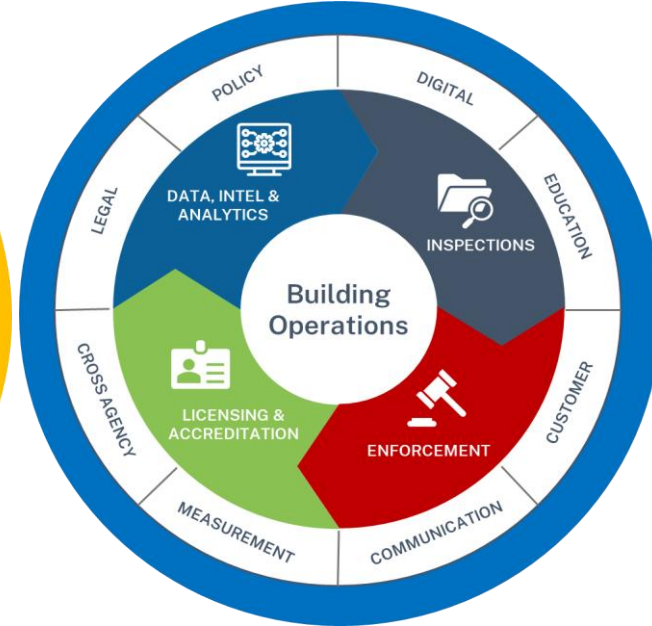 POLICY
DIGITAL
LEGAL
EDUCATION
DATA, INTEL &
ANALYTICS
INSPECTIONS
Building
Operations
CROSS AGENCY
CUSTOMER
LICENSING &
ACCREDITATION
ENFORCEMENT
MEASUREMENT
COMMUNICATION